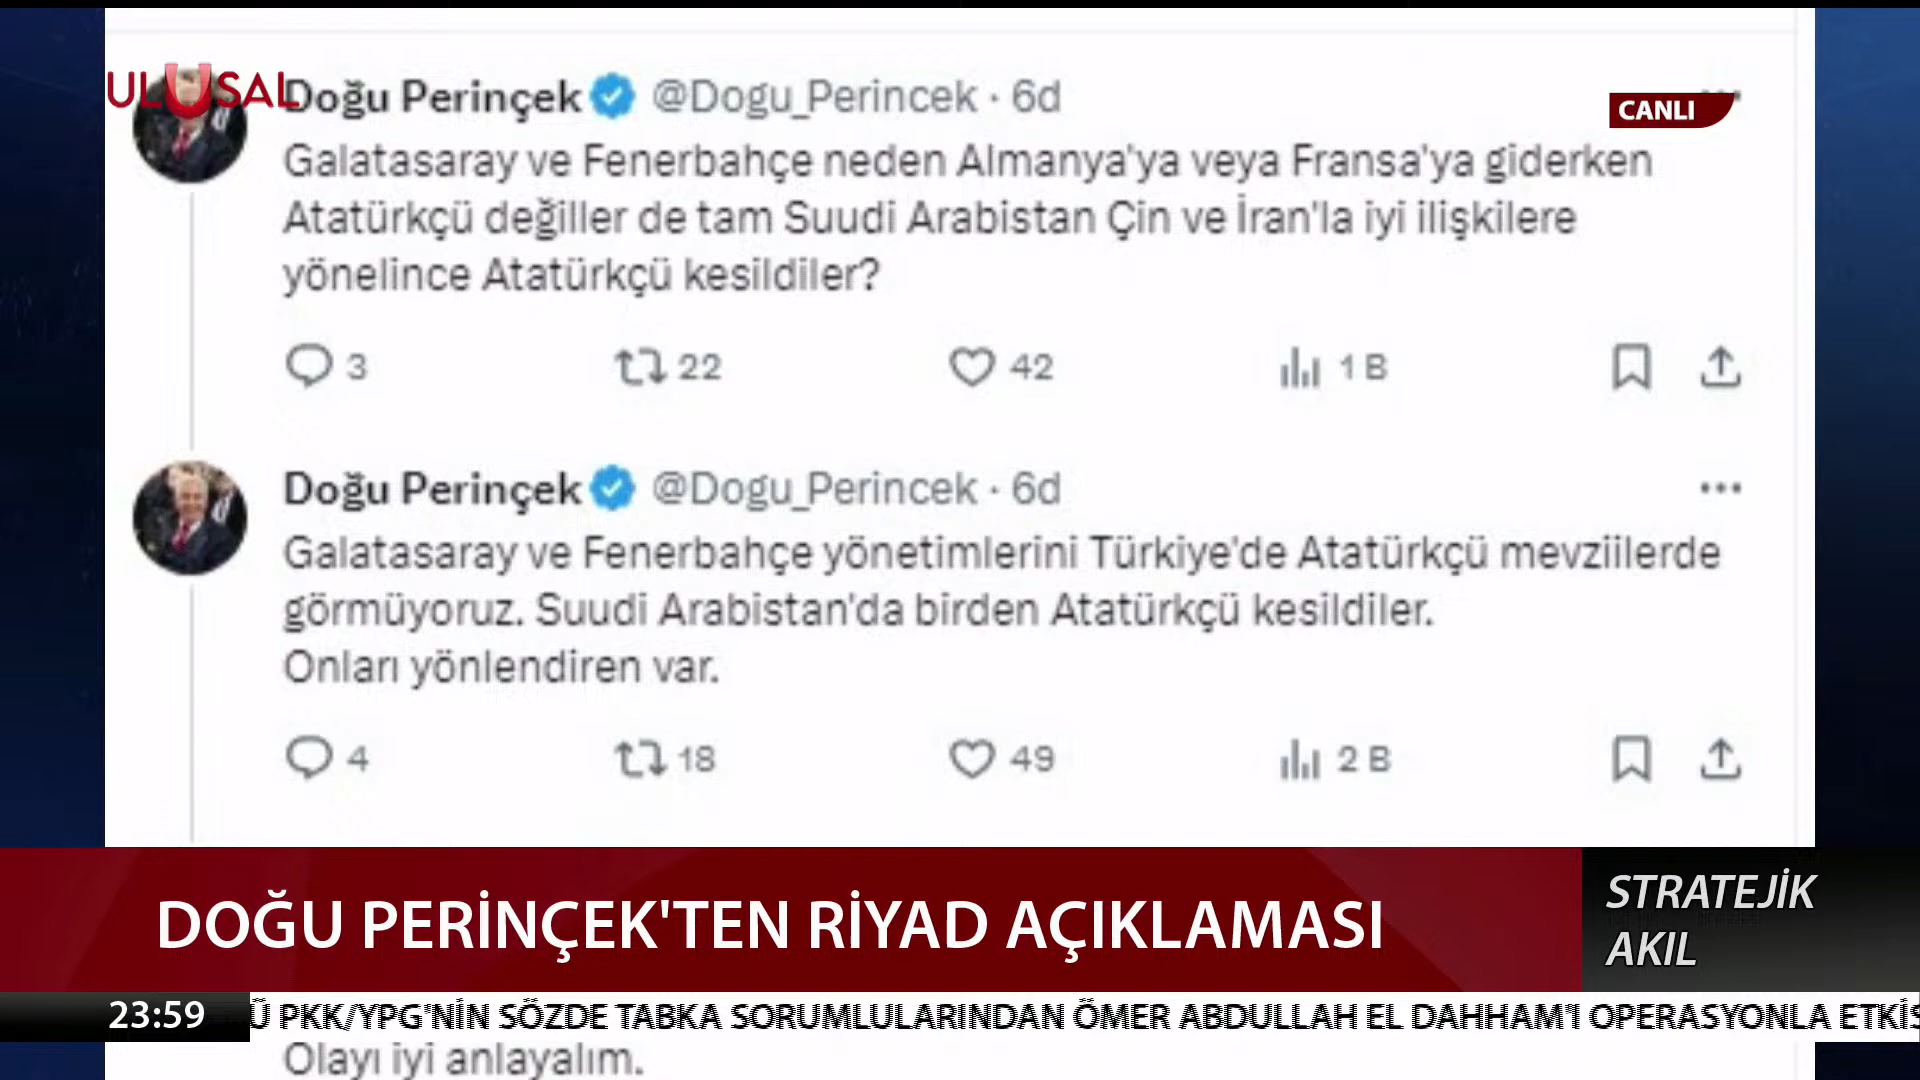 ULUSAL
CANLI
Doğu Perinçek @Dogu_Perincek · 6d
Galatasaray ve Fenerbahçe neden Almanya'ya veya Fransa'ya giderken
Atatürkçü değiller de tam Suudi Arabistan Çin ve İran'la iyi ilişkilere
yönelince Atatürkçü kesildiler?
3 22 42 1 B
Doğu Perinçek @Dogu_Perincek · 6d
Galatasaray ve Fenerbahçe yönetimlerini Türkiye'de Atatürkçü mevziilerde
görmüyoruz. Suudi Arabistan'da birden Atatürkçü kesildiler.
Onları yönlendiren var.
4 18 49 2 B
DOĞU PERİNÇEK'TEN RİYAD AÇIKLAMASI
STRATEJİK
AKIL
23:59
Ü PKK/YPG'NİN SÖZDE TABKA SORUMLULARINDAN ÖMER ABDULLAH EL DAHHAM'I OPERASYONLA ETKİS
Olayı iyi anlayalım.